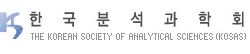 한국분석과학회
THE KOREAN SOCIETY OF ANALYTICAL SCIENCES (KOSAS)